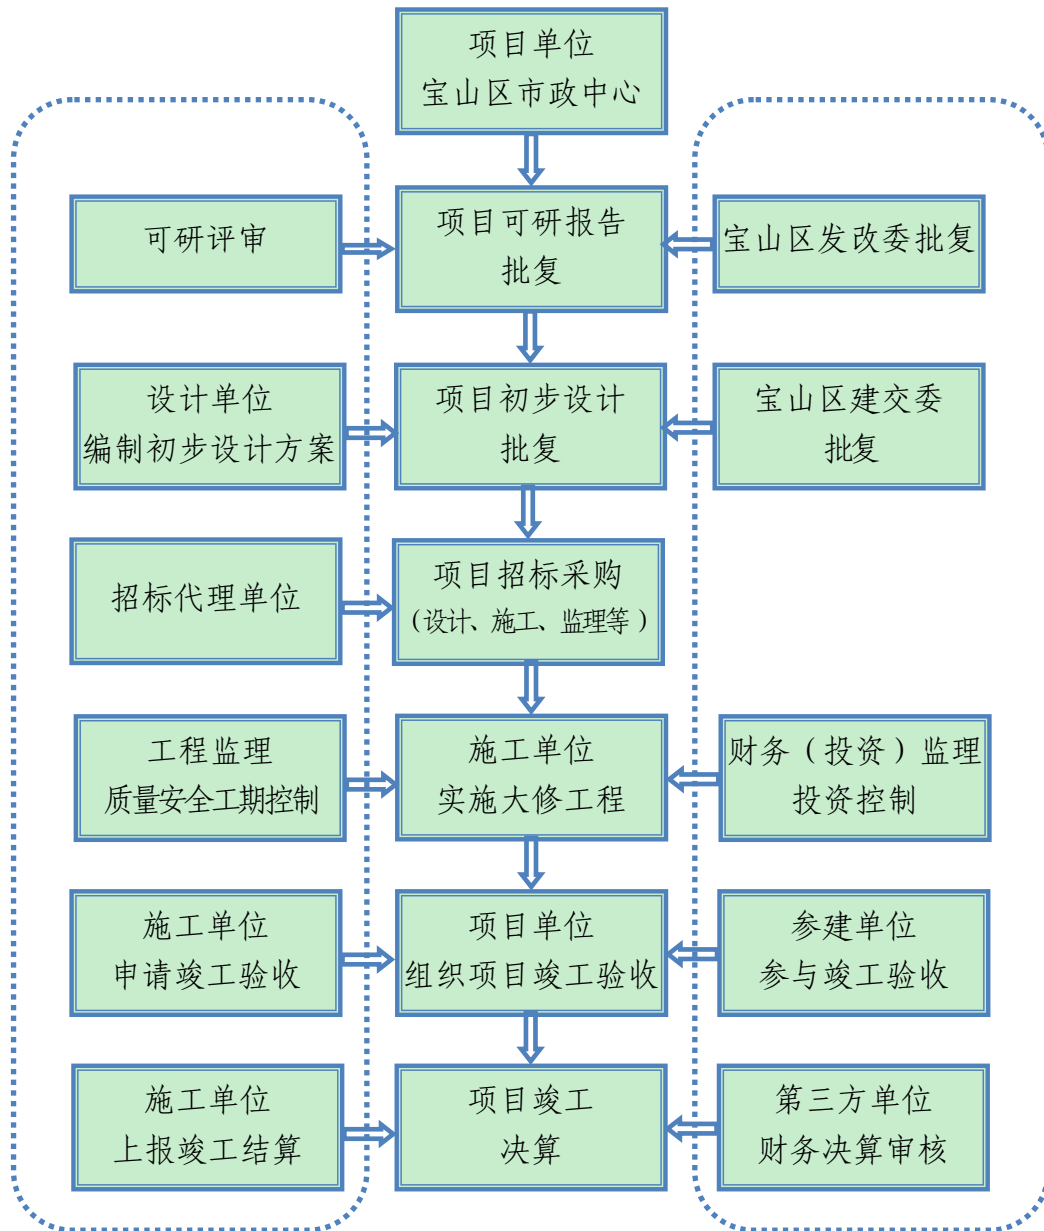 项目单位
宝山区市政中心
可研评审
项目可研报告
批复
宝山区发改委批复
设计单位
编制初步设计方案
项目初步设计
批复
宝山区建交委
批复
招标代理单位
项目招标采购
（设计、施工、监理等）
工程监理
质量安全工期控制
施工单位
实施大修工程
财务（投资）监理
投资控制
施工单位
申请竣工验收
项目单位
组织项目竣工验收
参建单位
参与竣工验收
施工单位
上报竣工结算
项目竣工
决算
第三方单位
财务决算审核